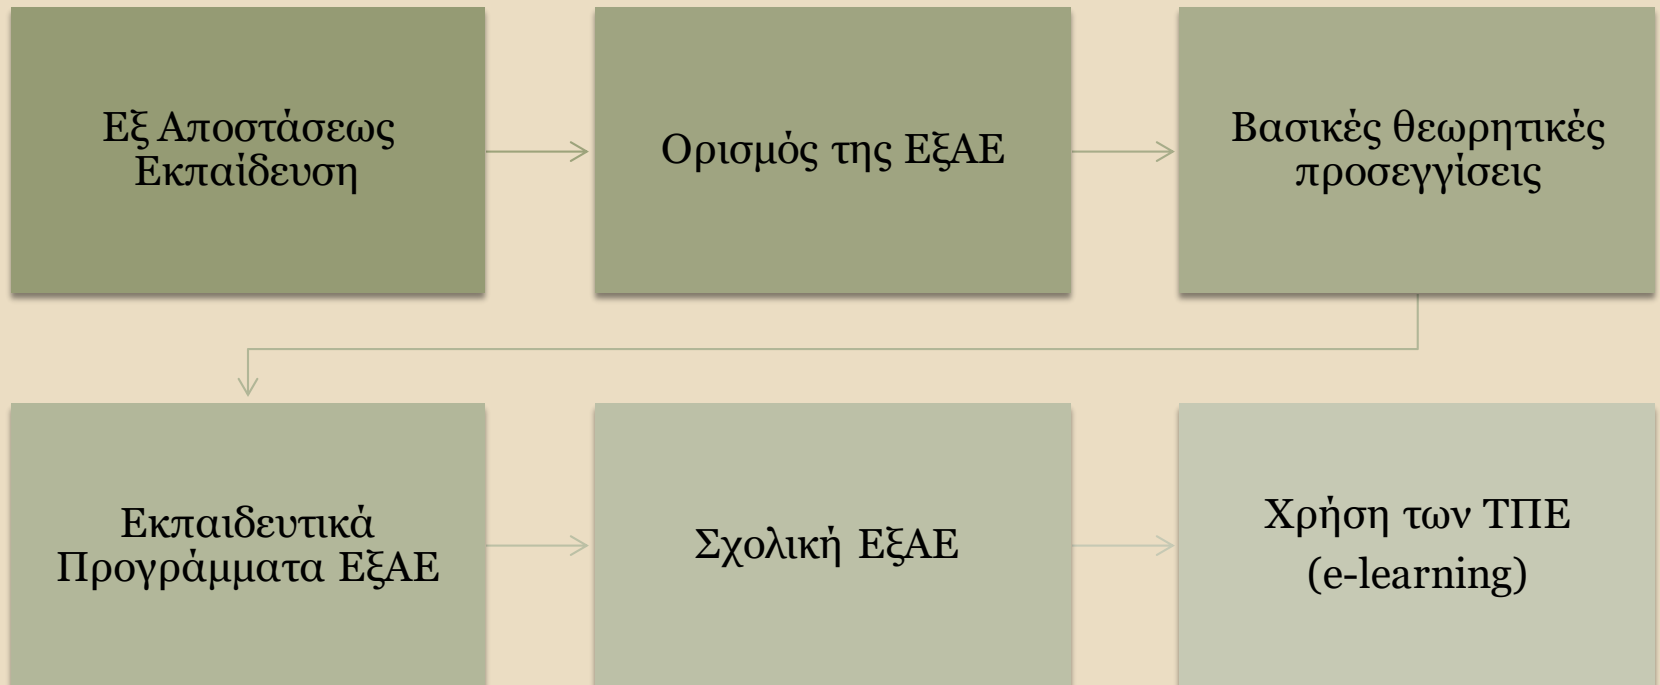 Εξ Αποστάσεως
Εκπαίδευση
Ορισμός της ΕξΑΕ
Βασικές θεωρητικές
προσεγγίσεις
Εκπαιδευτικά
Προγράμματα ΕξΑΕ
Σχολική ΕξΑΕ
Χρήση των ΤΠΕ
(e-learning)